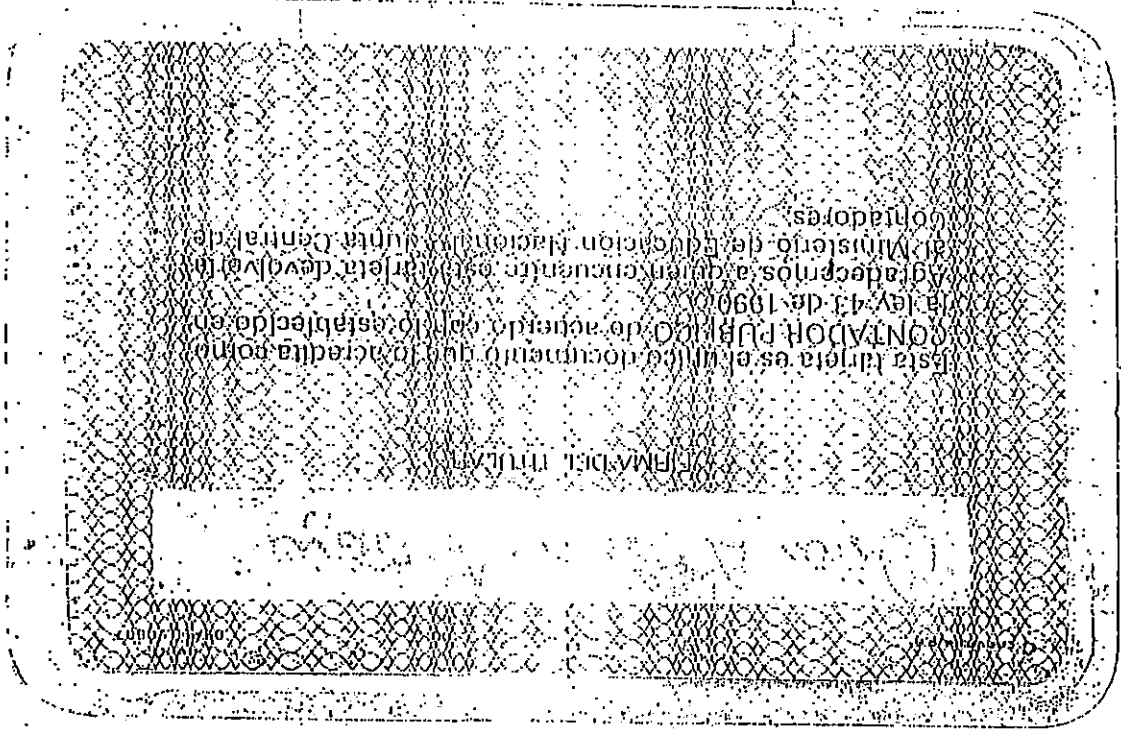 FIRMA DEL TITULAR
Esta tarjeta es el único documento que lo acredita como
CONTADOR PUBLICO de acuerdo con lo establecido en
la ley 43 de 1990
Agradecemos a quien encuentre esta tarjeta devolverla
al Ministerio de Educación Nacional - Junta Central de
Contadores